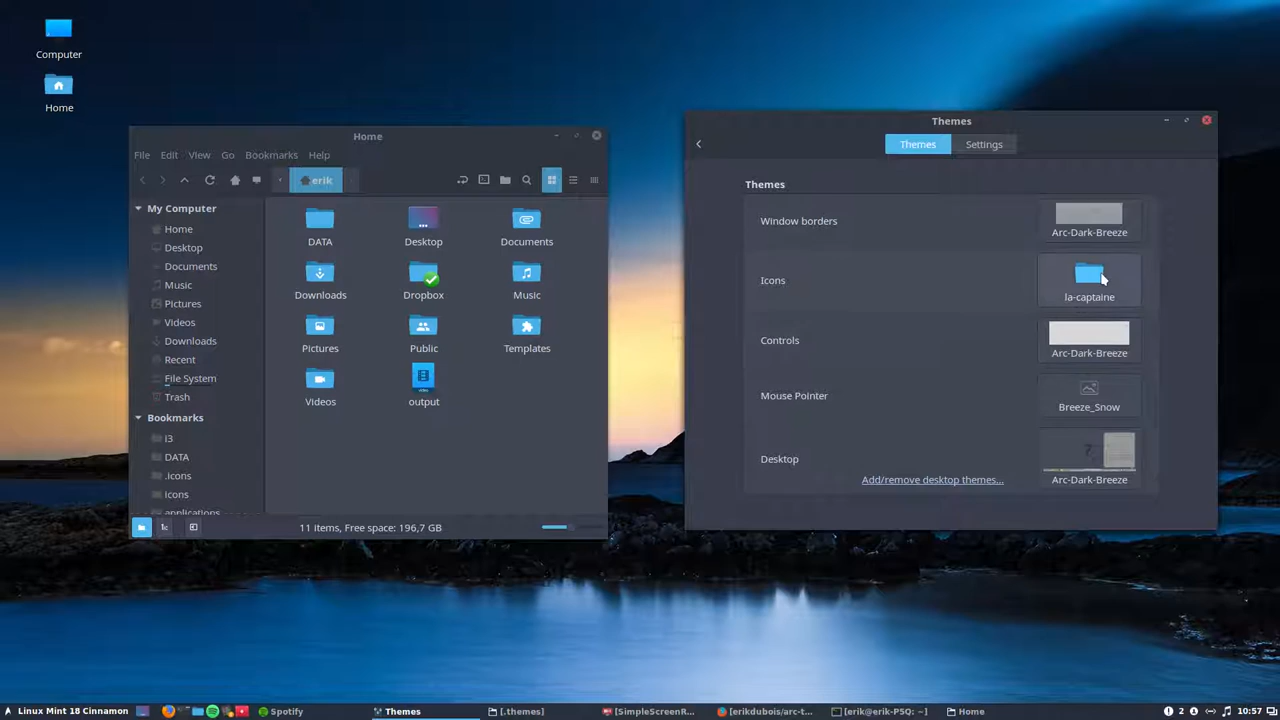 Computer
Home
Home
File Edit View Go Bookmarks Help
erik
My Computer
Home
Desktop
Documents
Music
Pictures
Videos
Downloads
Recent
File System
Trash
Bookmarks
i3
DATA
.icons
Icons
applications
DATA
Desktop
Documents
Downloads
Dropbox
Music
Pictures
Public
Templates
Videos
output
11 items, Free space: 196,7 GB
Themes
Themes Settings
Themes
Window borders
Arc-Dark-Breeze
Icons
la-captaine
Controls
Arc-Dark-Breeze
Mouse Pointer
Breeze_Snow
Desktop
Add/remove desktop themes...
Arc-Dark-Breeze
Linux Mint 18 Cinnamon
Spotify
Themes
[.themes]
[SimpleScreenR...
[erikdubois/arc-t...
[erik@erik-P5Q: ~]
Home
2
10:57